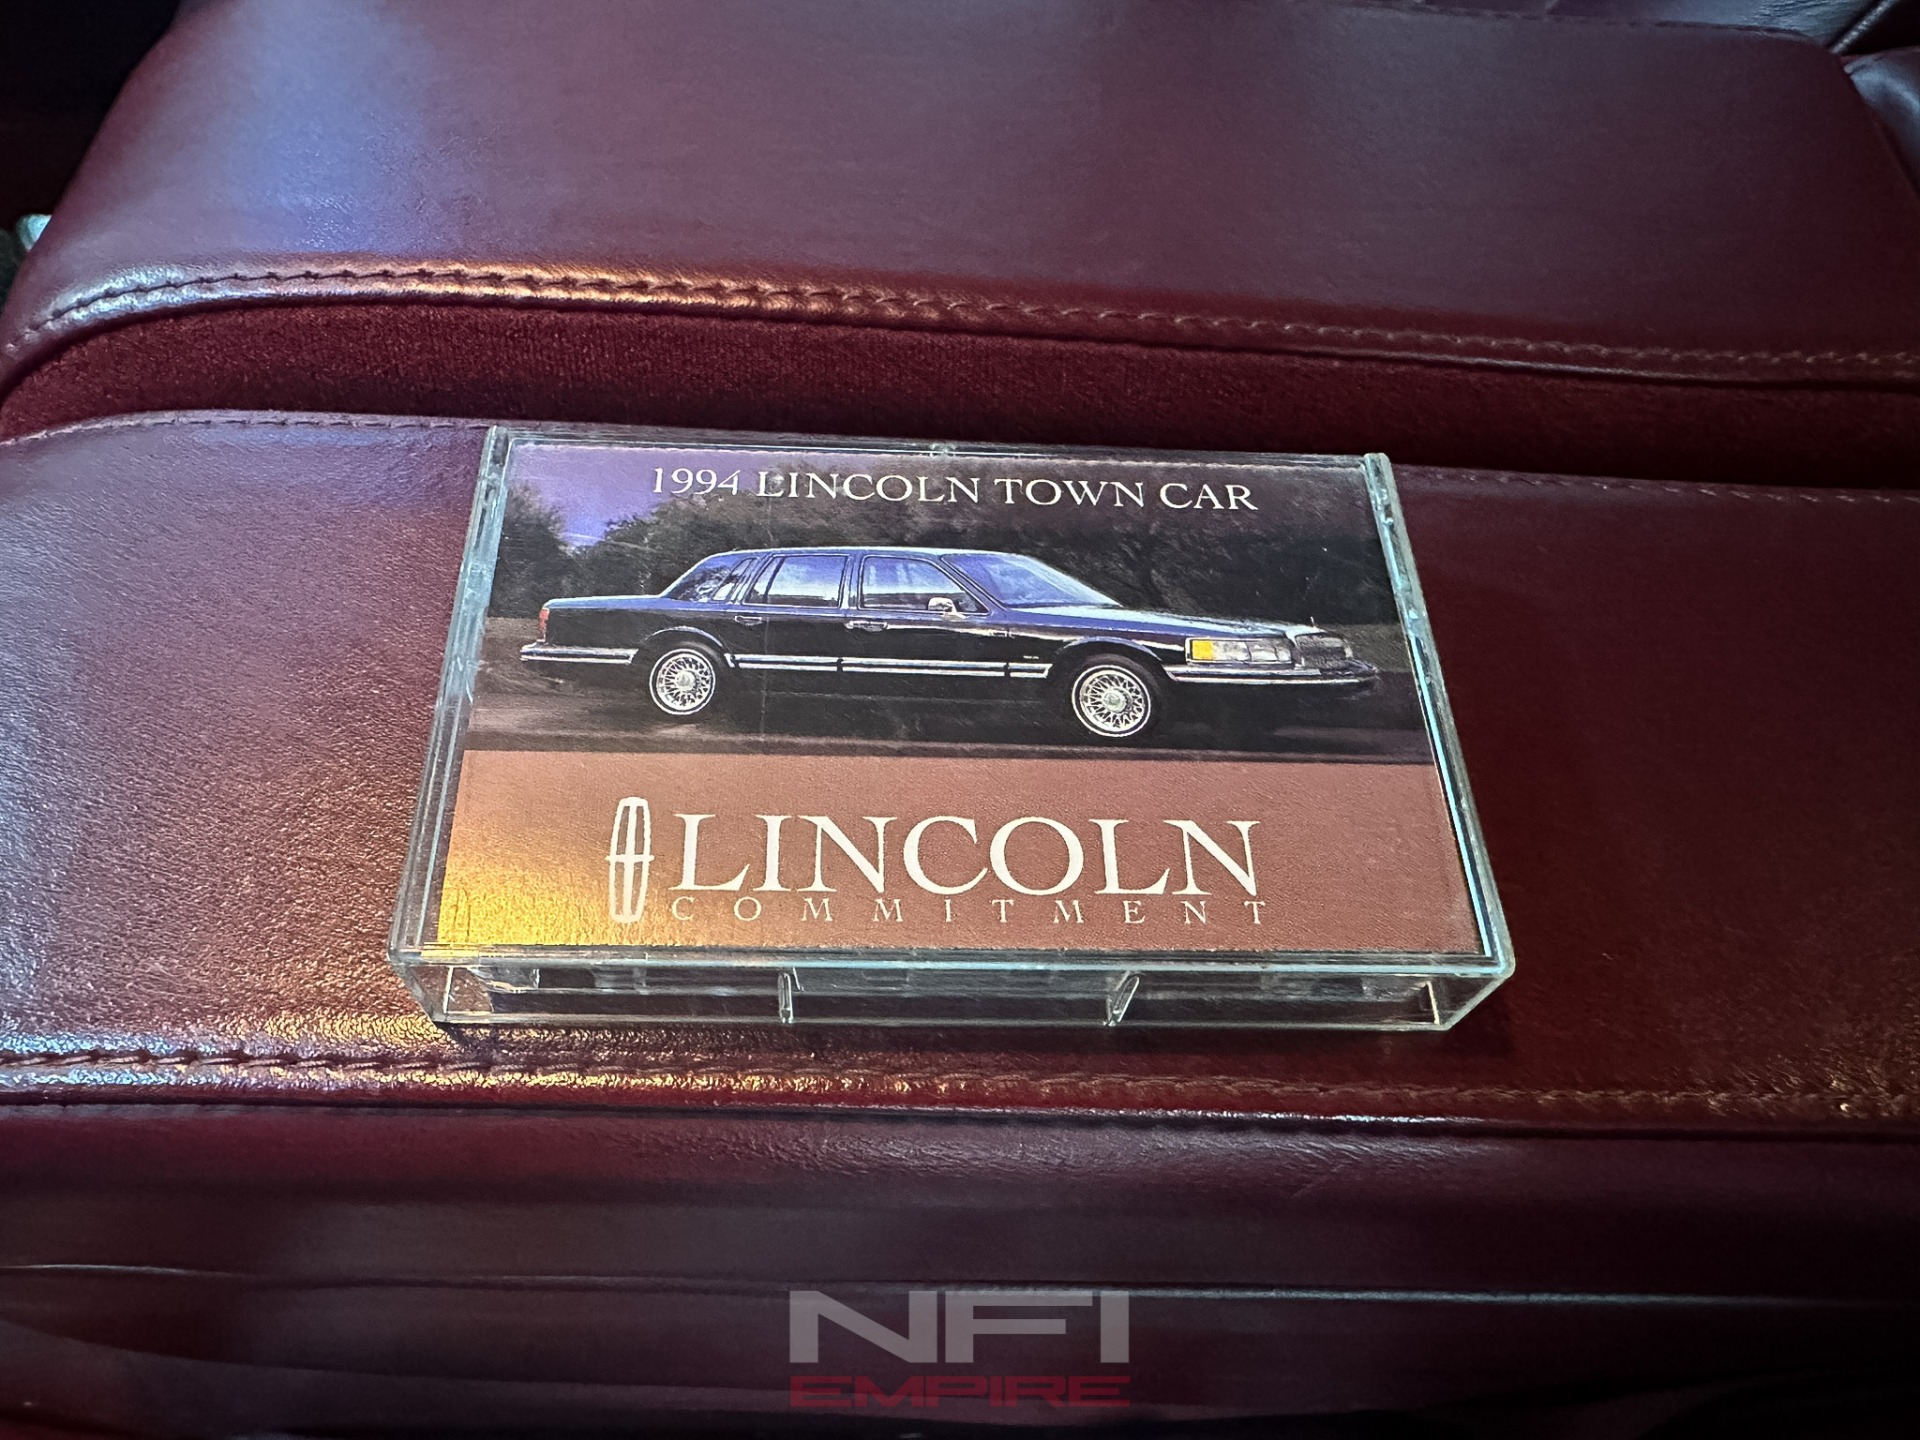 1994 LINCOLN TOWN CAR
LINCOLN
COMMITMENT
NFI
EMPIRE